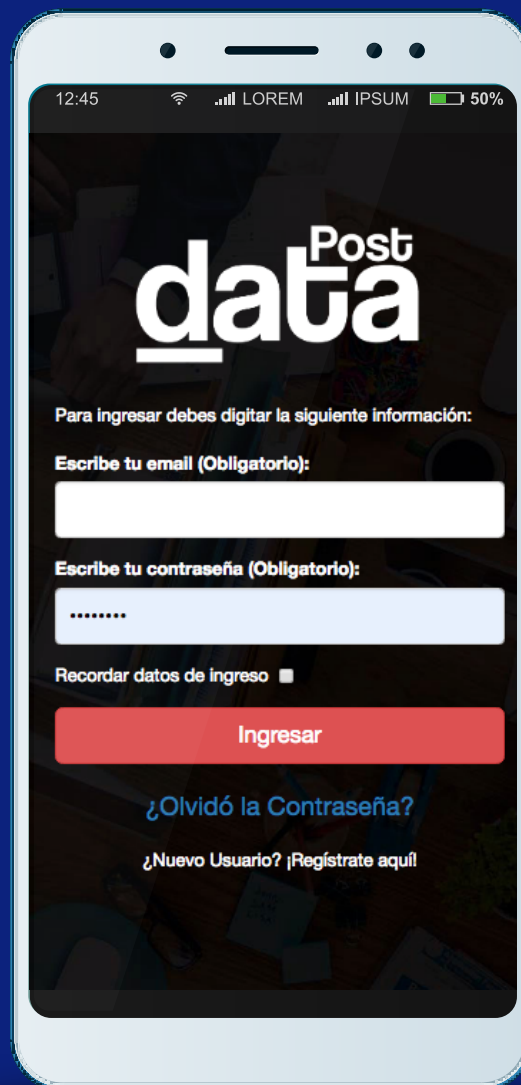 12:45 LOREM IPSUM 50%
Post
data
Para ingresar debes digitar la siguiente información:
Escribe tu email (Obligatorio):
Escribe tu contraseña (Obligatorio):
••••••••
Recordar datos de ingreso
Ingresar
¿Olvidó la Contraseña?
¿Nuevo Usuario? ¡Regístrate aquí!